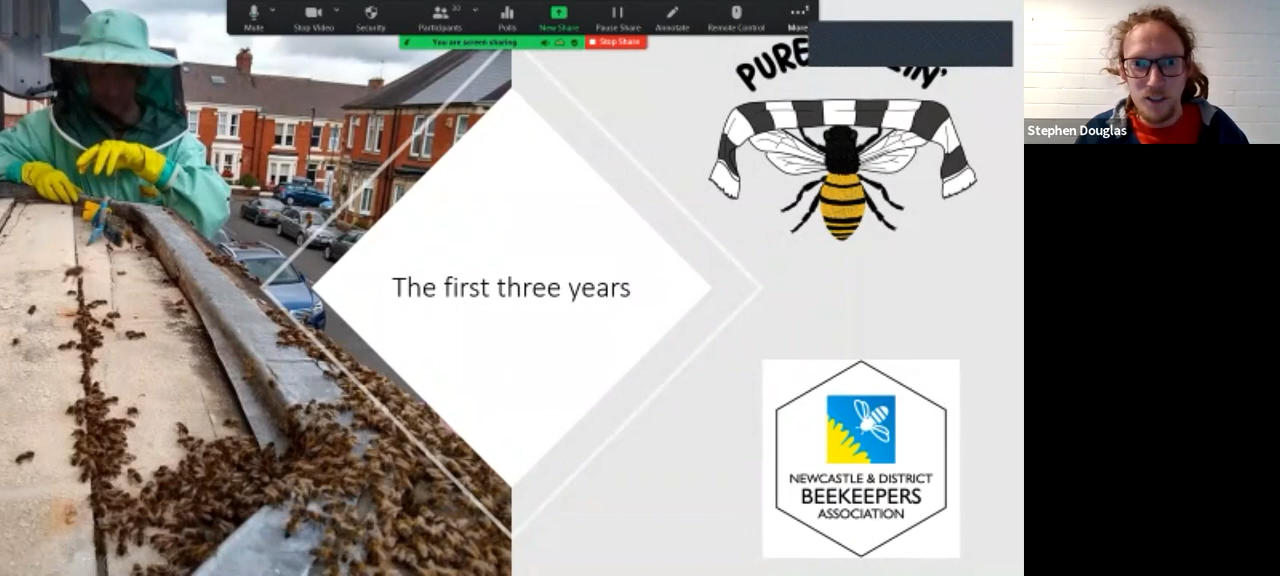 30
Mute
Stop Video
Security
Participants
Polls
New Share
Pause Share
Annotate
Remote Control
More
You are screen sharing
Stop Share
PURE
Stephen Douglas
The first three years
NEWCASTLE & DISTRICT
BEEKEEPERS
ASSOCIATION